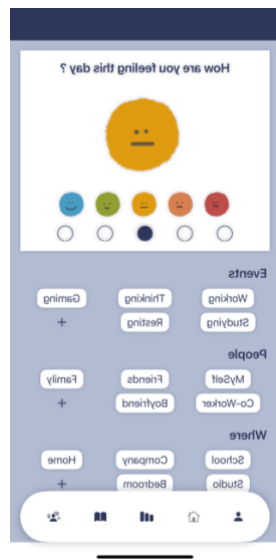 How are you feeling this day ?
Events
Working Thinking Gaming
Studying Resting +
People
MySelf Friends Family
Co-Worker Boyfriend +
Where
School Company Home
Studio Bedroom +